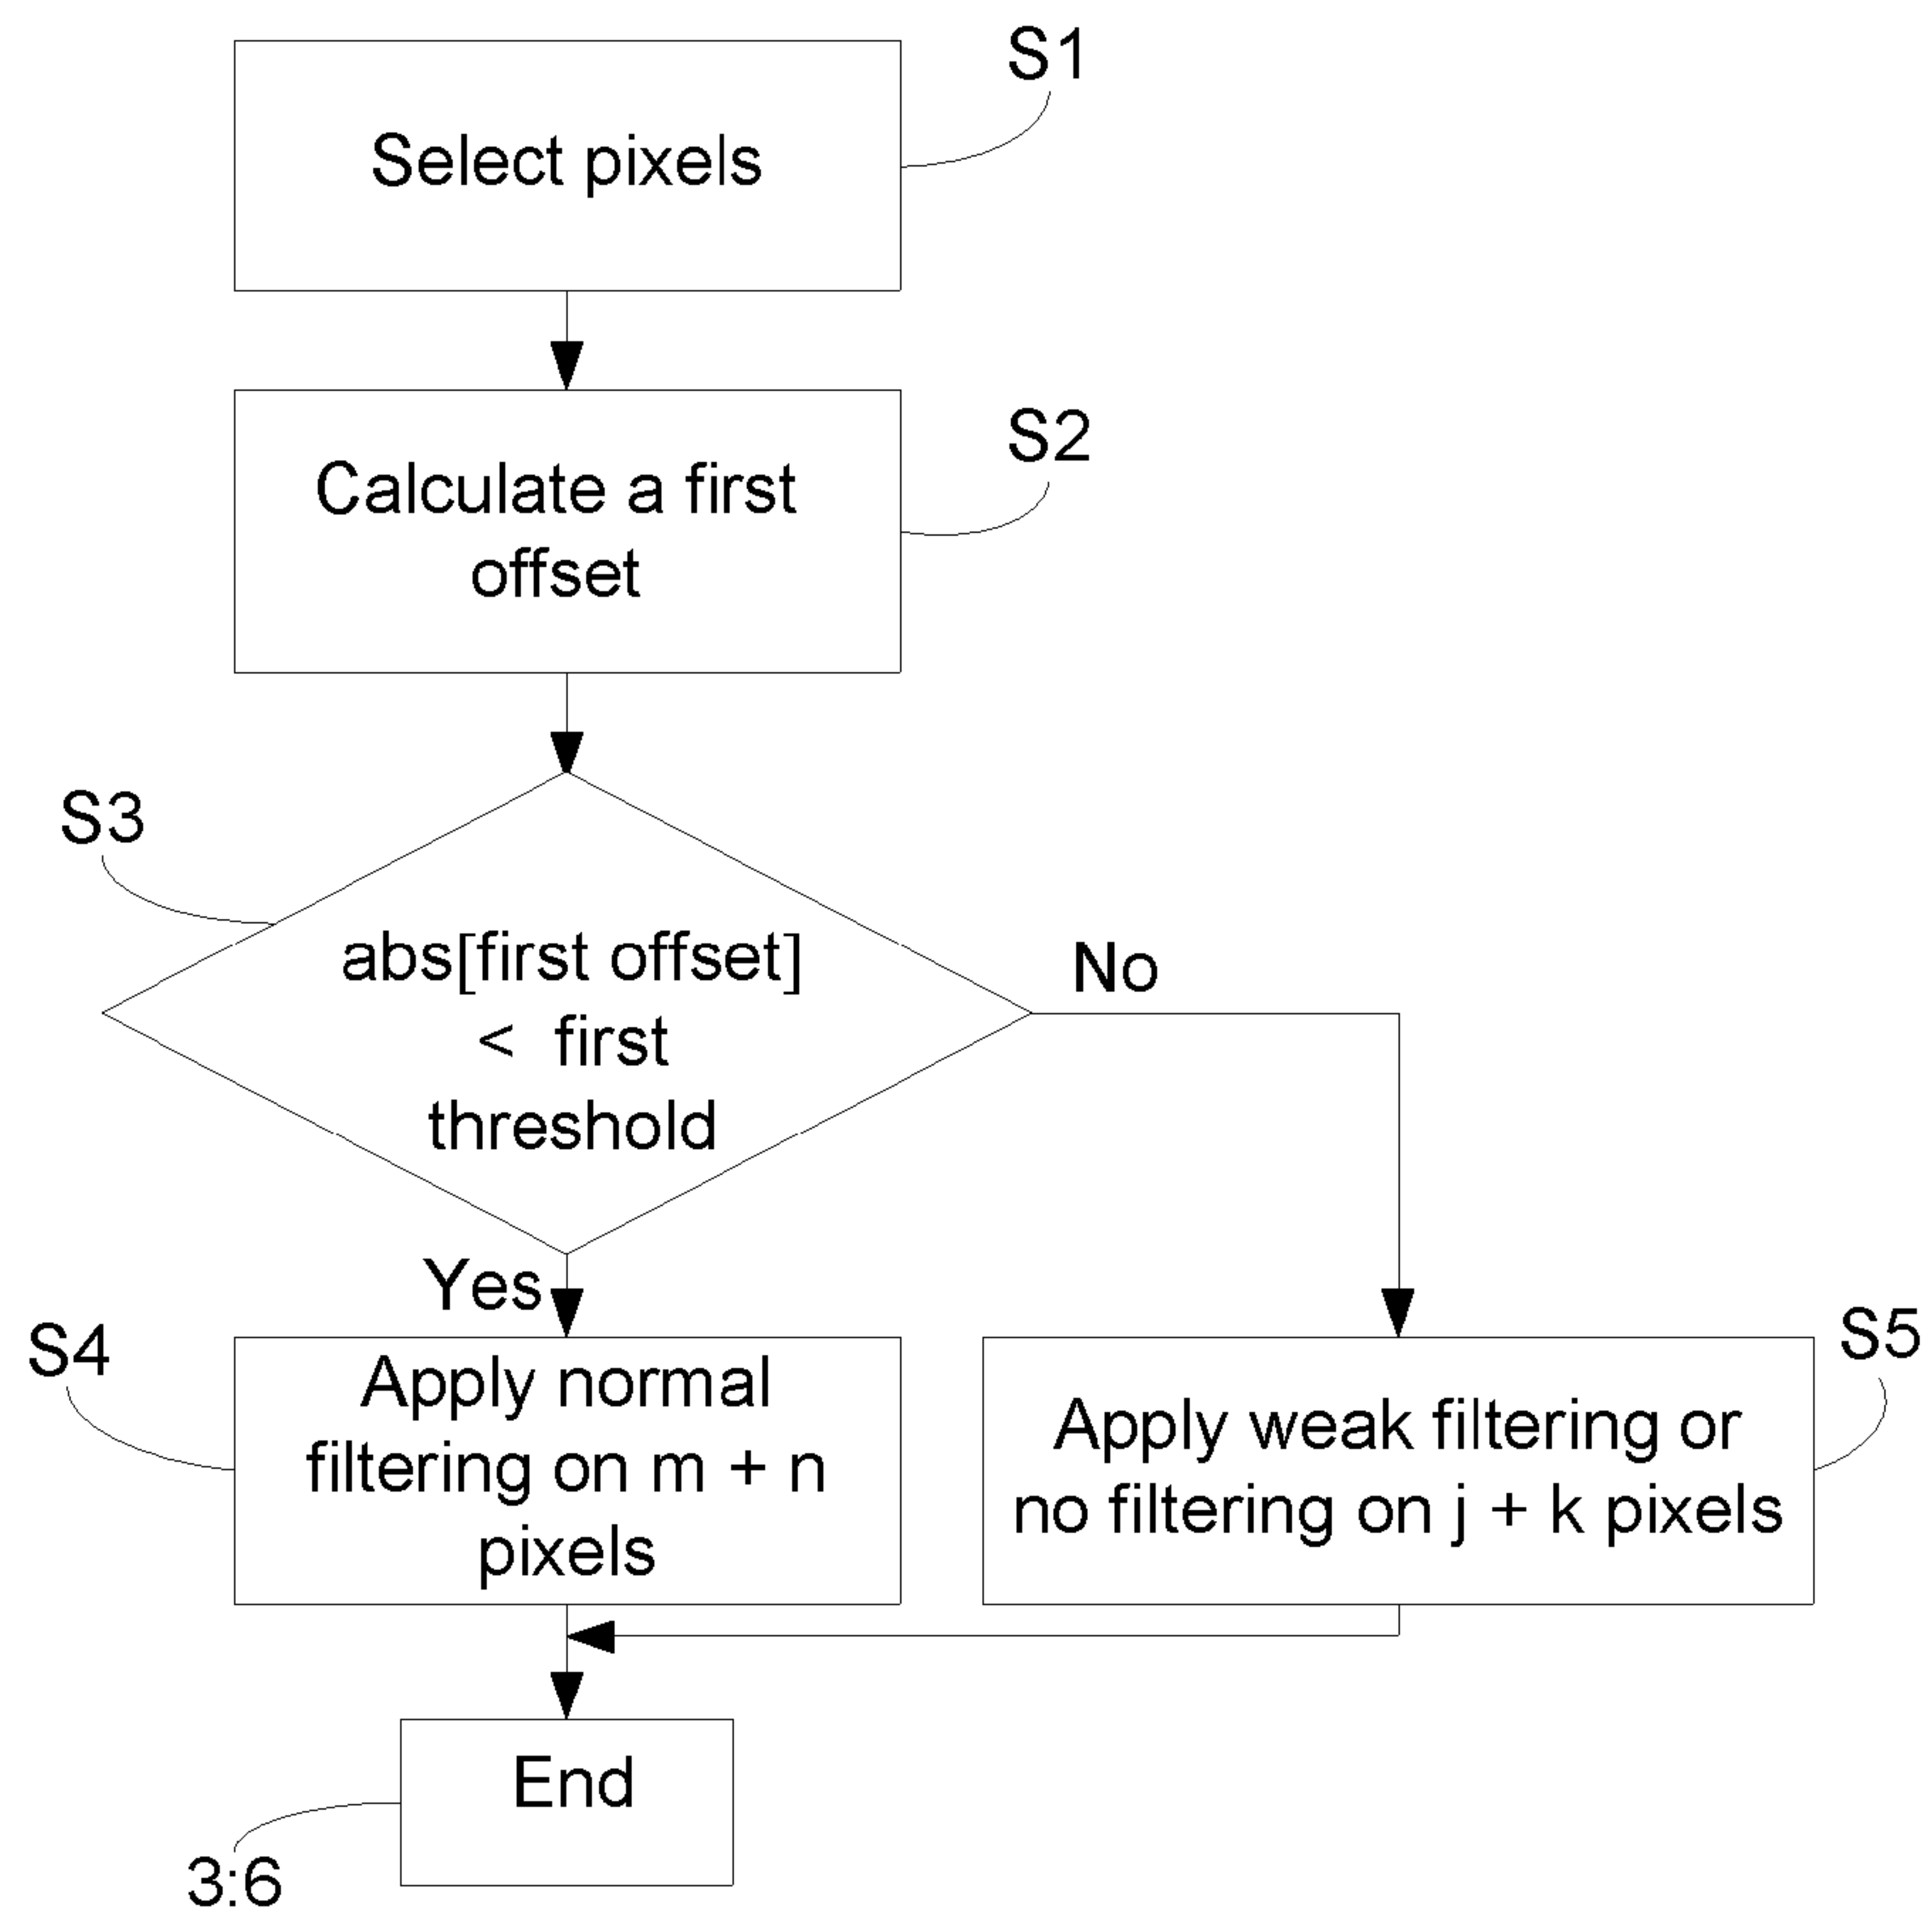 S1
Select pixels
S2
Calculate a first
offset
S3
abs[first offset]
< first
threshold
No
Yes
S4
Apply normal
filtering on m + n
pixels
S5
Apply weak filtering or
no filtering on j + k pixels
End
3:6